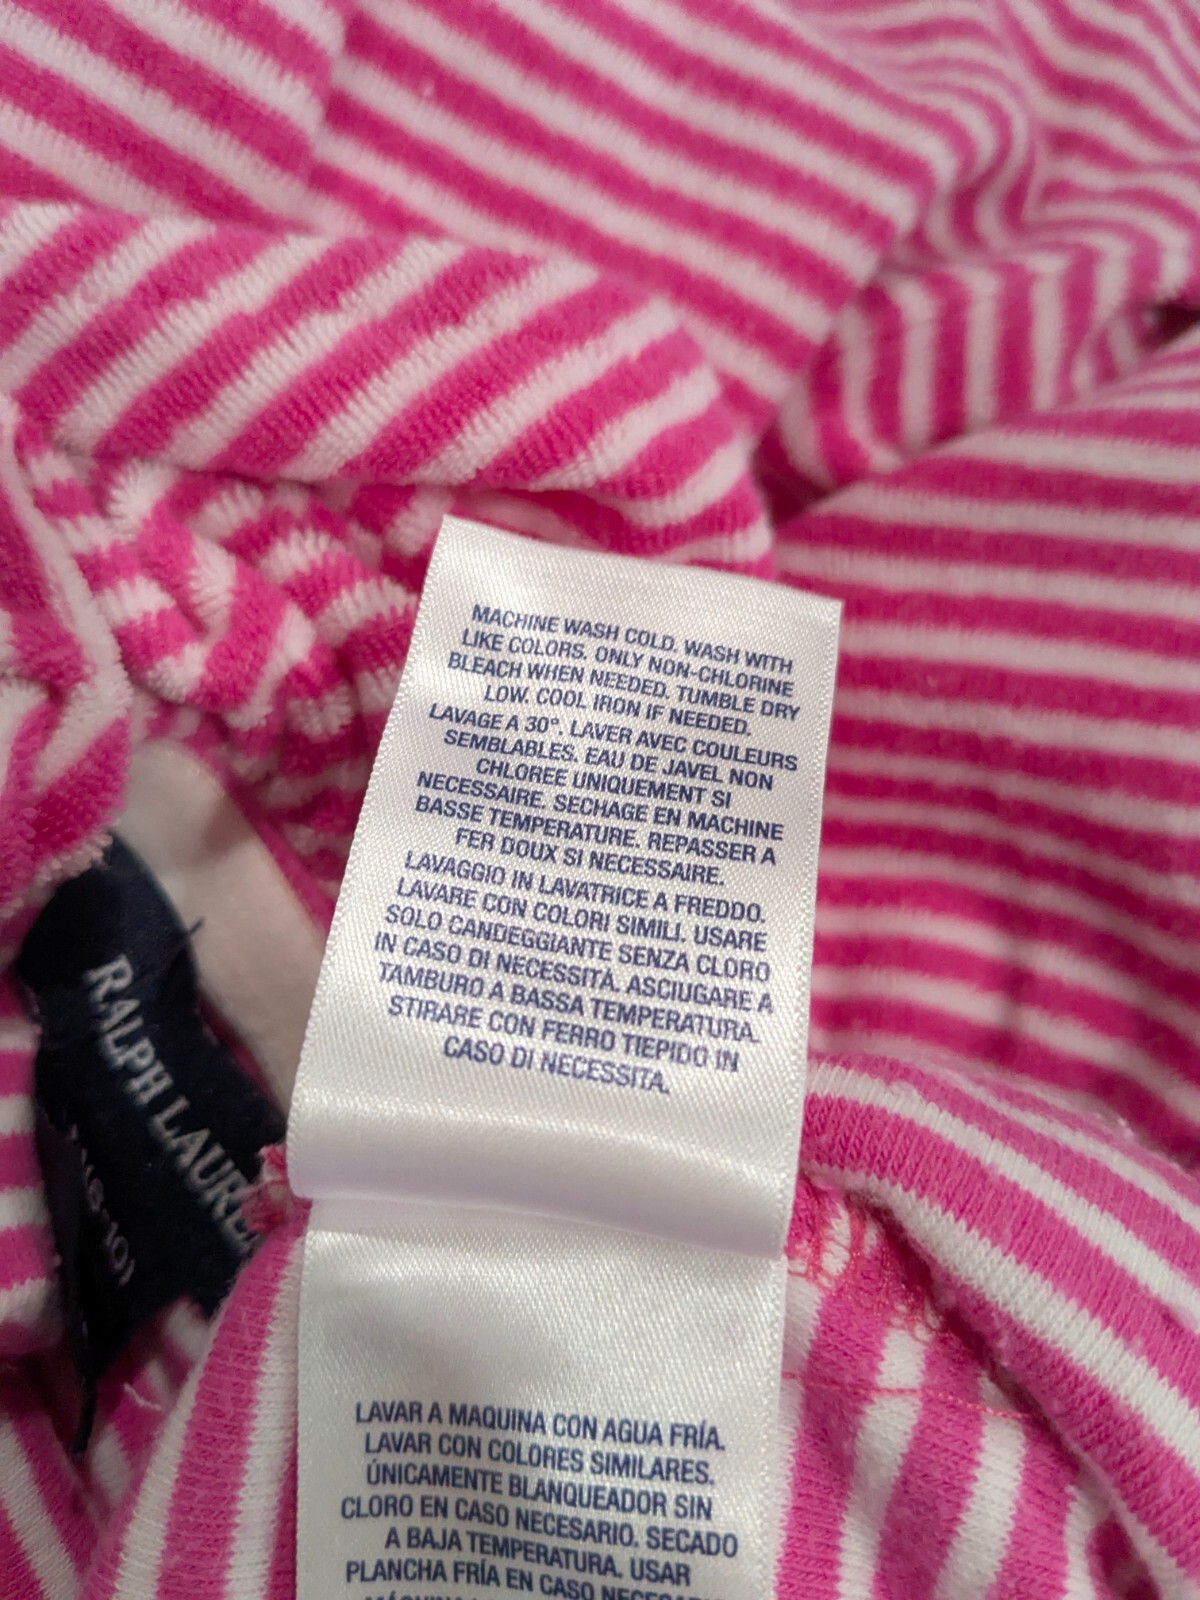 MACHINE WASH COLD. WASH WITH
LIKE COLORS. ONLY NON-CHLORINE
BLEACH WHEN NEEDED. TUMBLE DRY
LOW. COOL IRON IF NEEDED.
LAVAGE A 30°. LAVER AVEC COULEURS
SEMBLABLES. EAU DE JAVEL NON
CHLOREE UNIQUEMENT SI
NECESSAIRE. SECHAGE EN MACHINE
BASSE TEMPERATURE. REPASSER A
FER DOUX SI NECESSAIRE.
LAVAGGIO IN LAVATRICE A FREDDO.
LAVARE CON COLORI SIMILI. USARE
SOLO CANDEGGIANTE SENZA CLORO
IN CASO DI NECESSITÀ. ASCIUGARE A
TAMBURO A BASSA TEMPERATURA.
STIRARE CON FERRO TIEPIDO IN
CASO DI NECESSITA.
RALPH LAUREN
LAVAR A MAQUINA CON AGUA FRÍA.
LAVAR CON COLORES SIMILARES.
ÚNICAMENTE BLANQUEADOR SIN
CLORO EN CASO NECESARIO. SECADO
A BAJA TEMPERATURA. USAR
PLANCHA FRÍA EN CASO